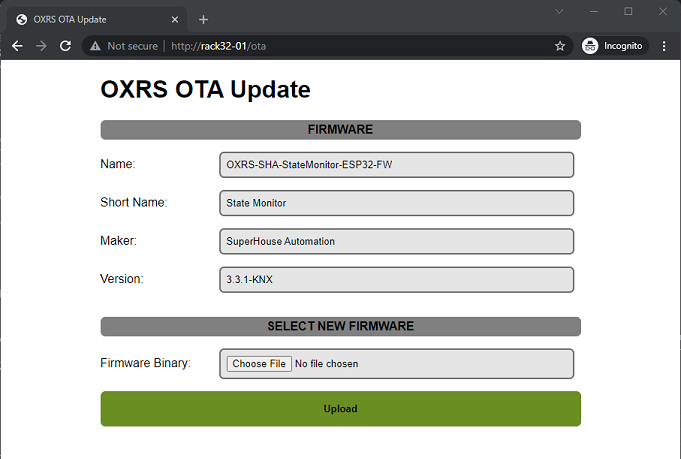 OXRS OTA Update
Not secure | http://rack32-01/ota
Incognito
OXRS OTA Update
FIRMWARE
Name: OXRS-SHA-StateMonitor-ESP32-FW
Short Name: State Monitor
Maker: SuperHouse Automation
Version: 3.3.1-KNX
SELECT NEW FIRMWARE
Firmware Binary: Choose File No file chosen
Upload